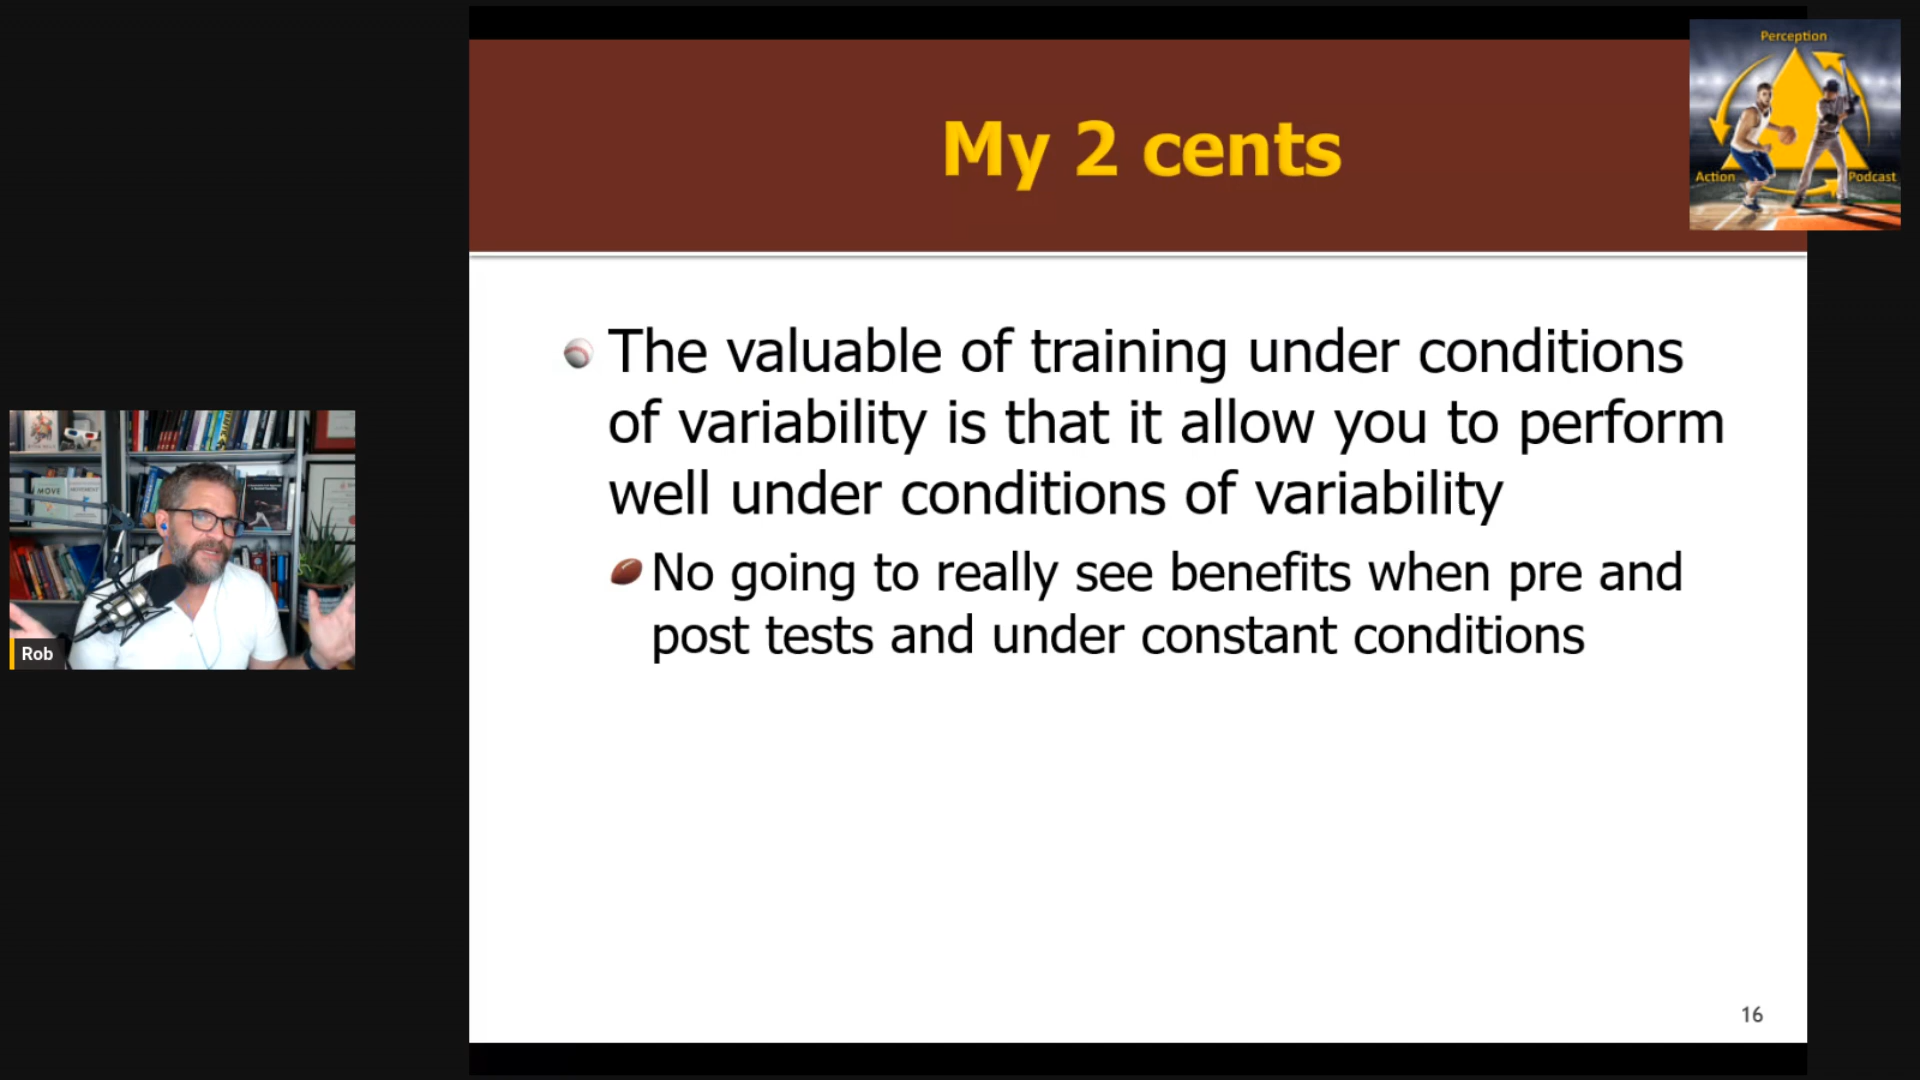 Perception
Action
Podcast
My 2 cents
The valuable of training under conditions
of variability is that it allow you to perform
well under conditions of variability
No going to really see benefits when pre and
post tests and under constant conditions
MOVE
Rob
16